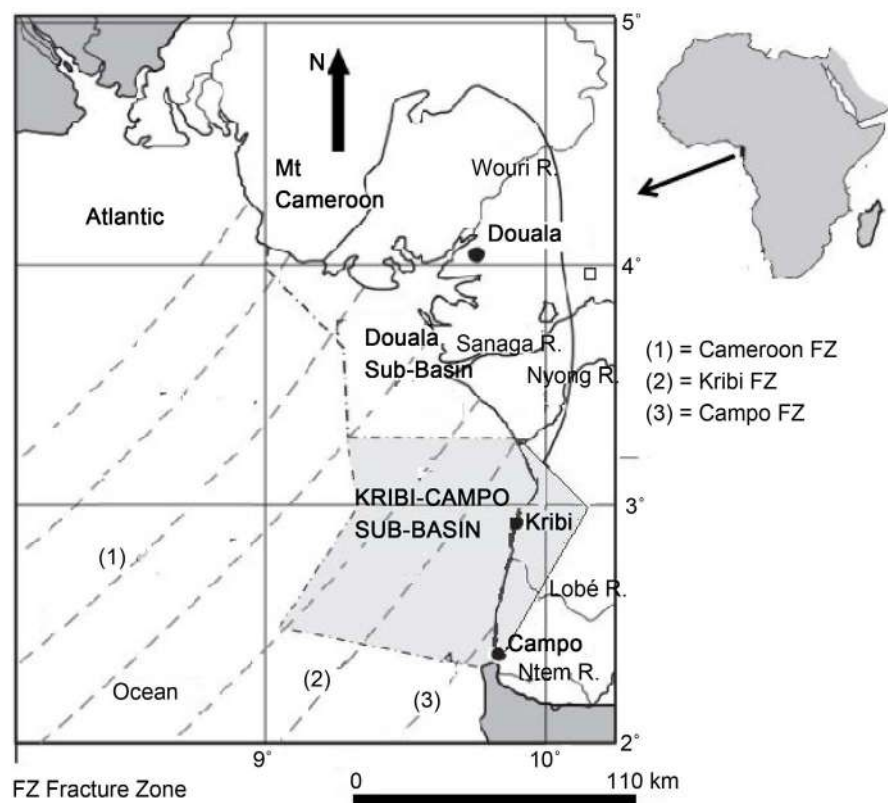 5°
N
Mt
Cameroon
Wouri R.
Atlantic
Douala
4°
Douala
Sub-Basin
Sanaga R.
Nyong R.
(1) = Cameroon FZ
(2) = Kribi FZ
(3) = Campo FZ
KRIBI-CAMPO
SUB-BASIN
3°
Kribi
(1)
Lobé R.
Campo
Ntem R.
Ocean
(2)
(3)
2°
9°
10°
FZ Fracture Zone
0
110 km